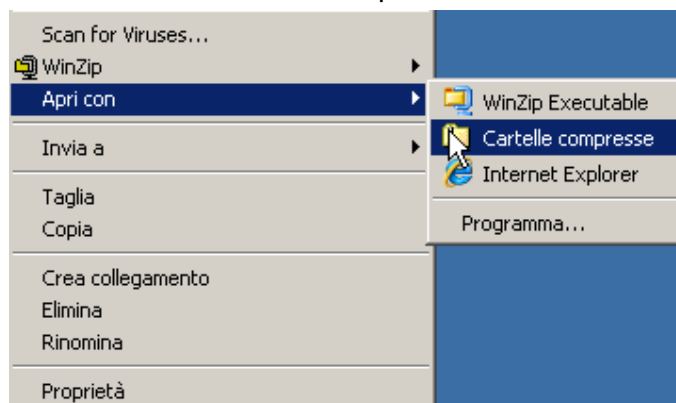 Scan for Viruses...
WinZip
Apri con
Invia a
Taglia
Copia
Crea collegamento
Elimina
Rinomina
Proprietà
WinZip Executable
Cartelle compresse
Internet Explorer
Programma...